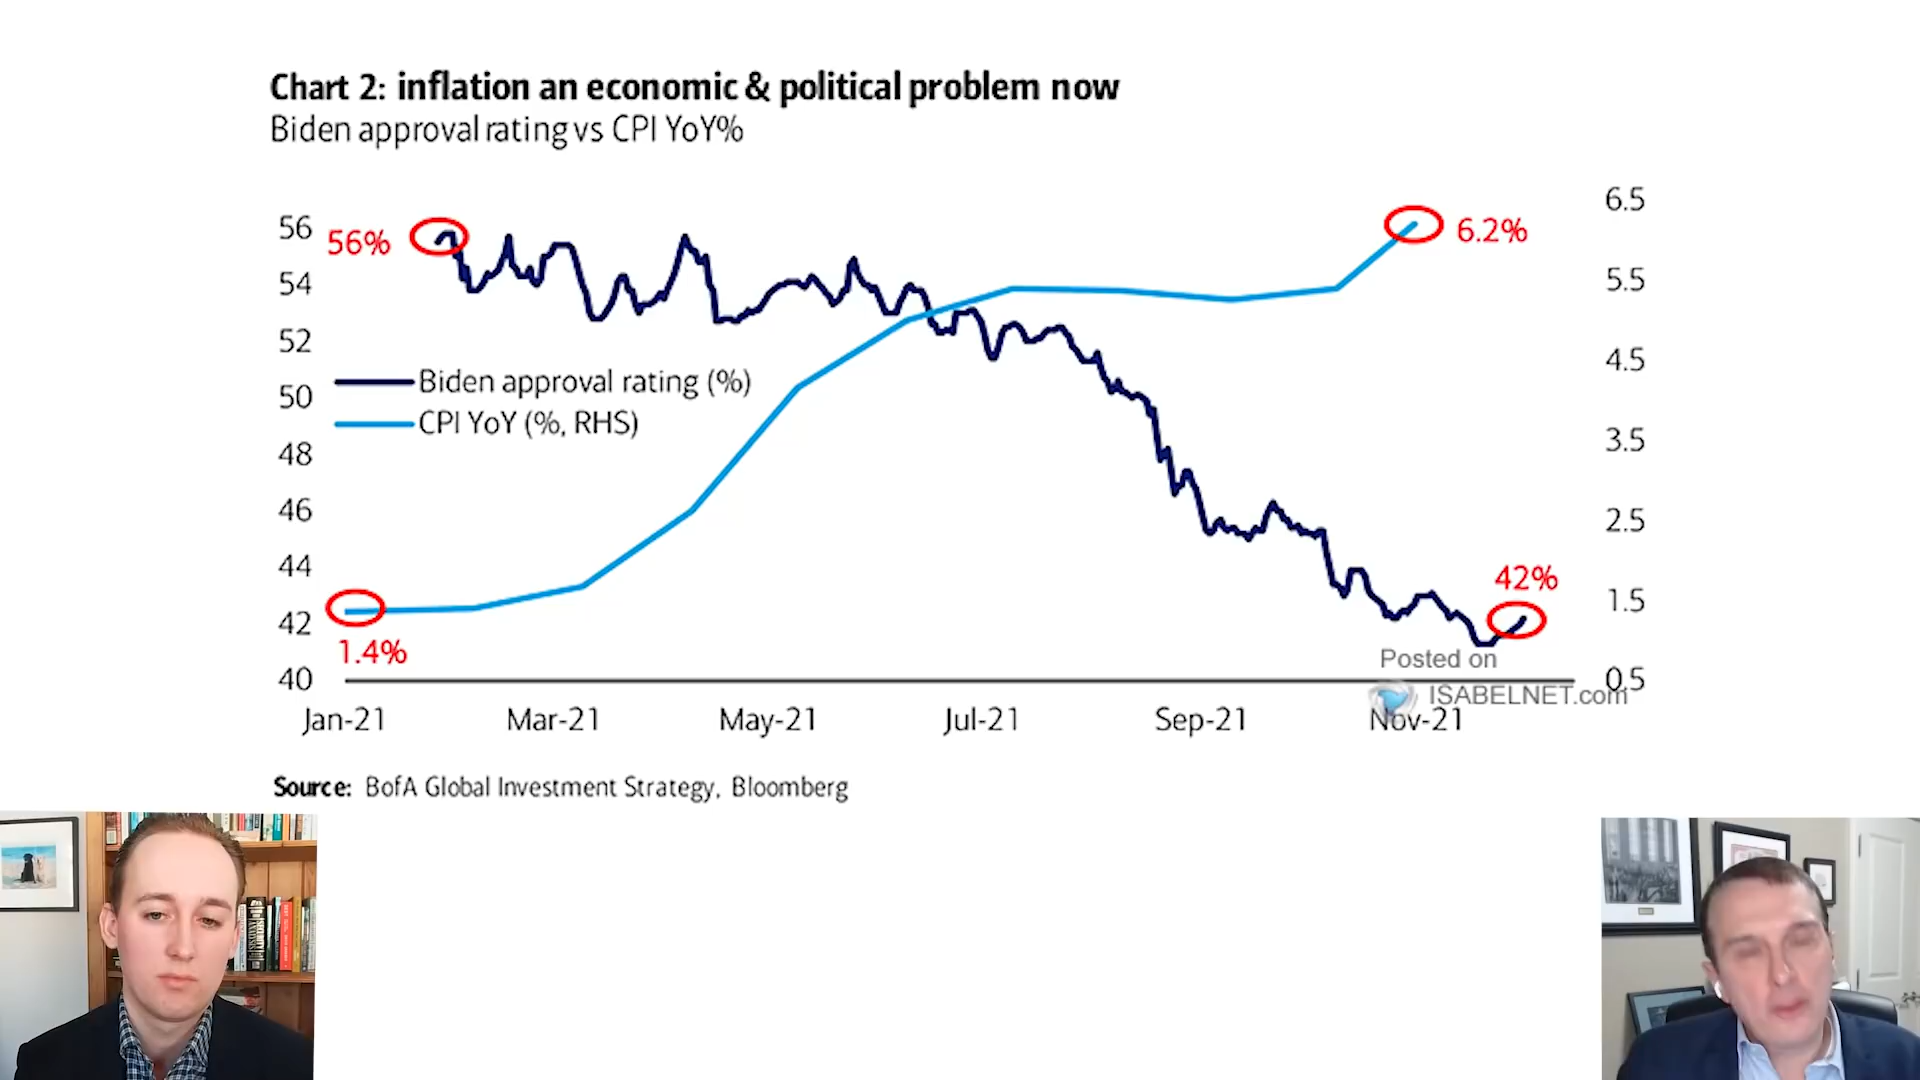 Chart 2: inflation an economic & political problem now
Biden approval rating vs CPI YoY%
56
54
52
50
48
46
44
42
40
56%
1.4%
6.2%
42%
6.5
5.5
4.5
3.5
2.5
1.5
0.5
Biden approval rating (%)
CPI YoY (%, RHS)
Posted on
ISABELNET.com
Jan-21 Mar-21 May-21 Jul-21 Sep-21 Nov-21
Source: BofA Global Investment Strategy, Bloomberg